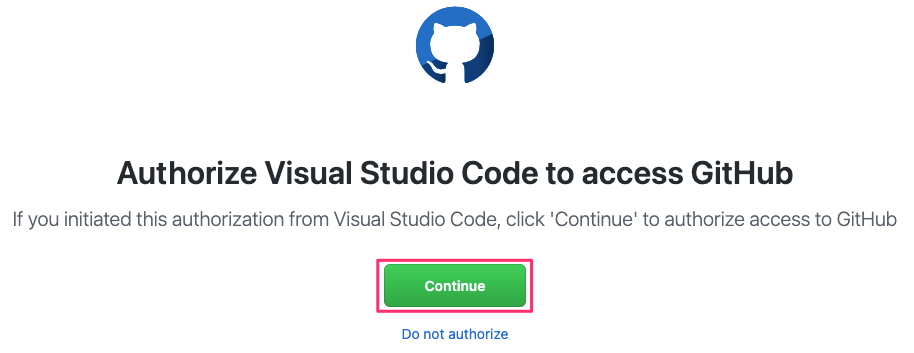 Authorize Visual Studio Code to access GitHub
If you initiated this authorization from Visual Studio Code, click 'Continue' to authorize access to GitHub
Continue
Do not authorize